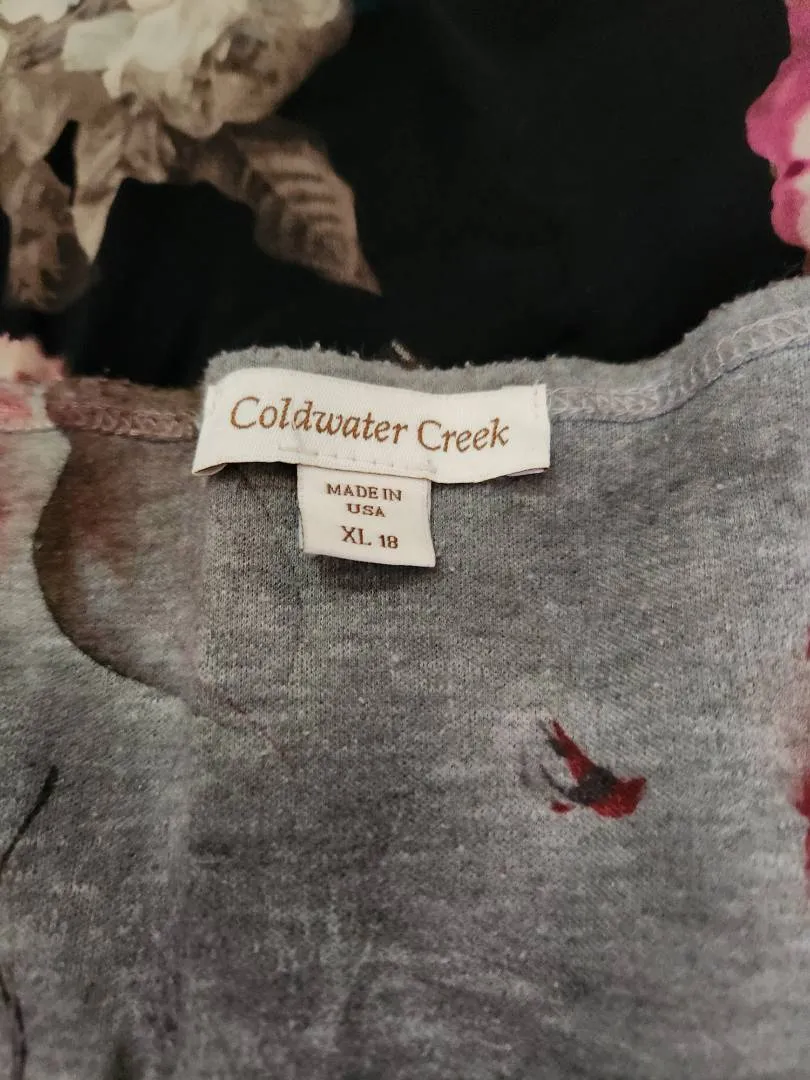 Coldwater Creek
MADE IN
USA
XL 18